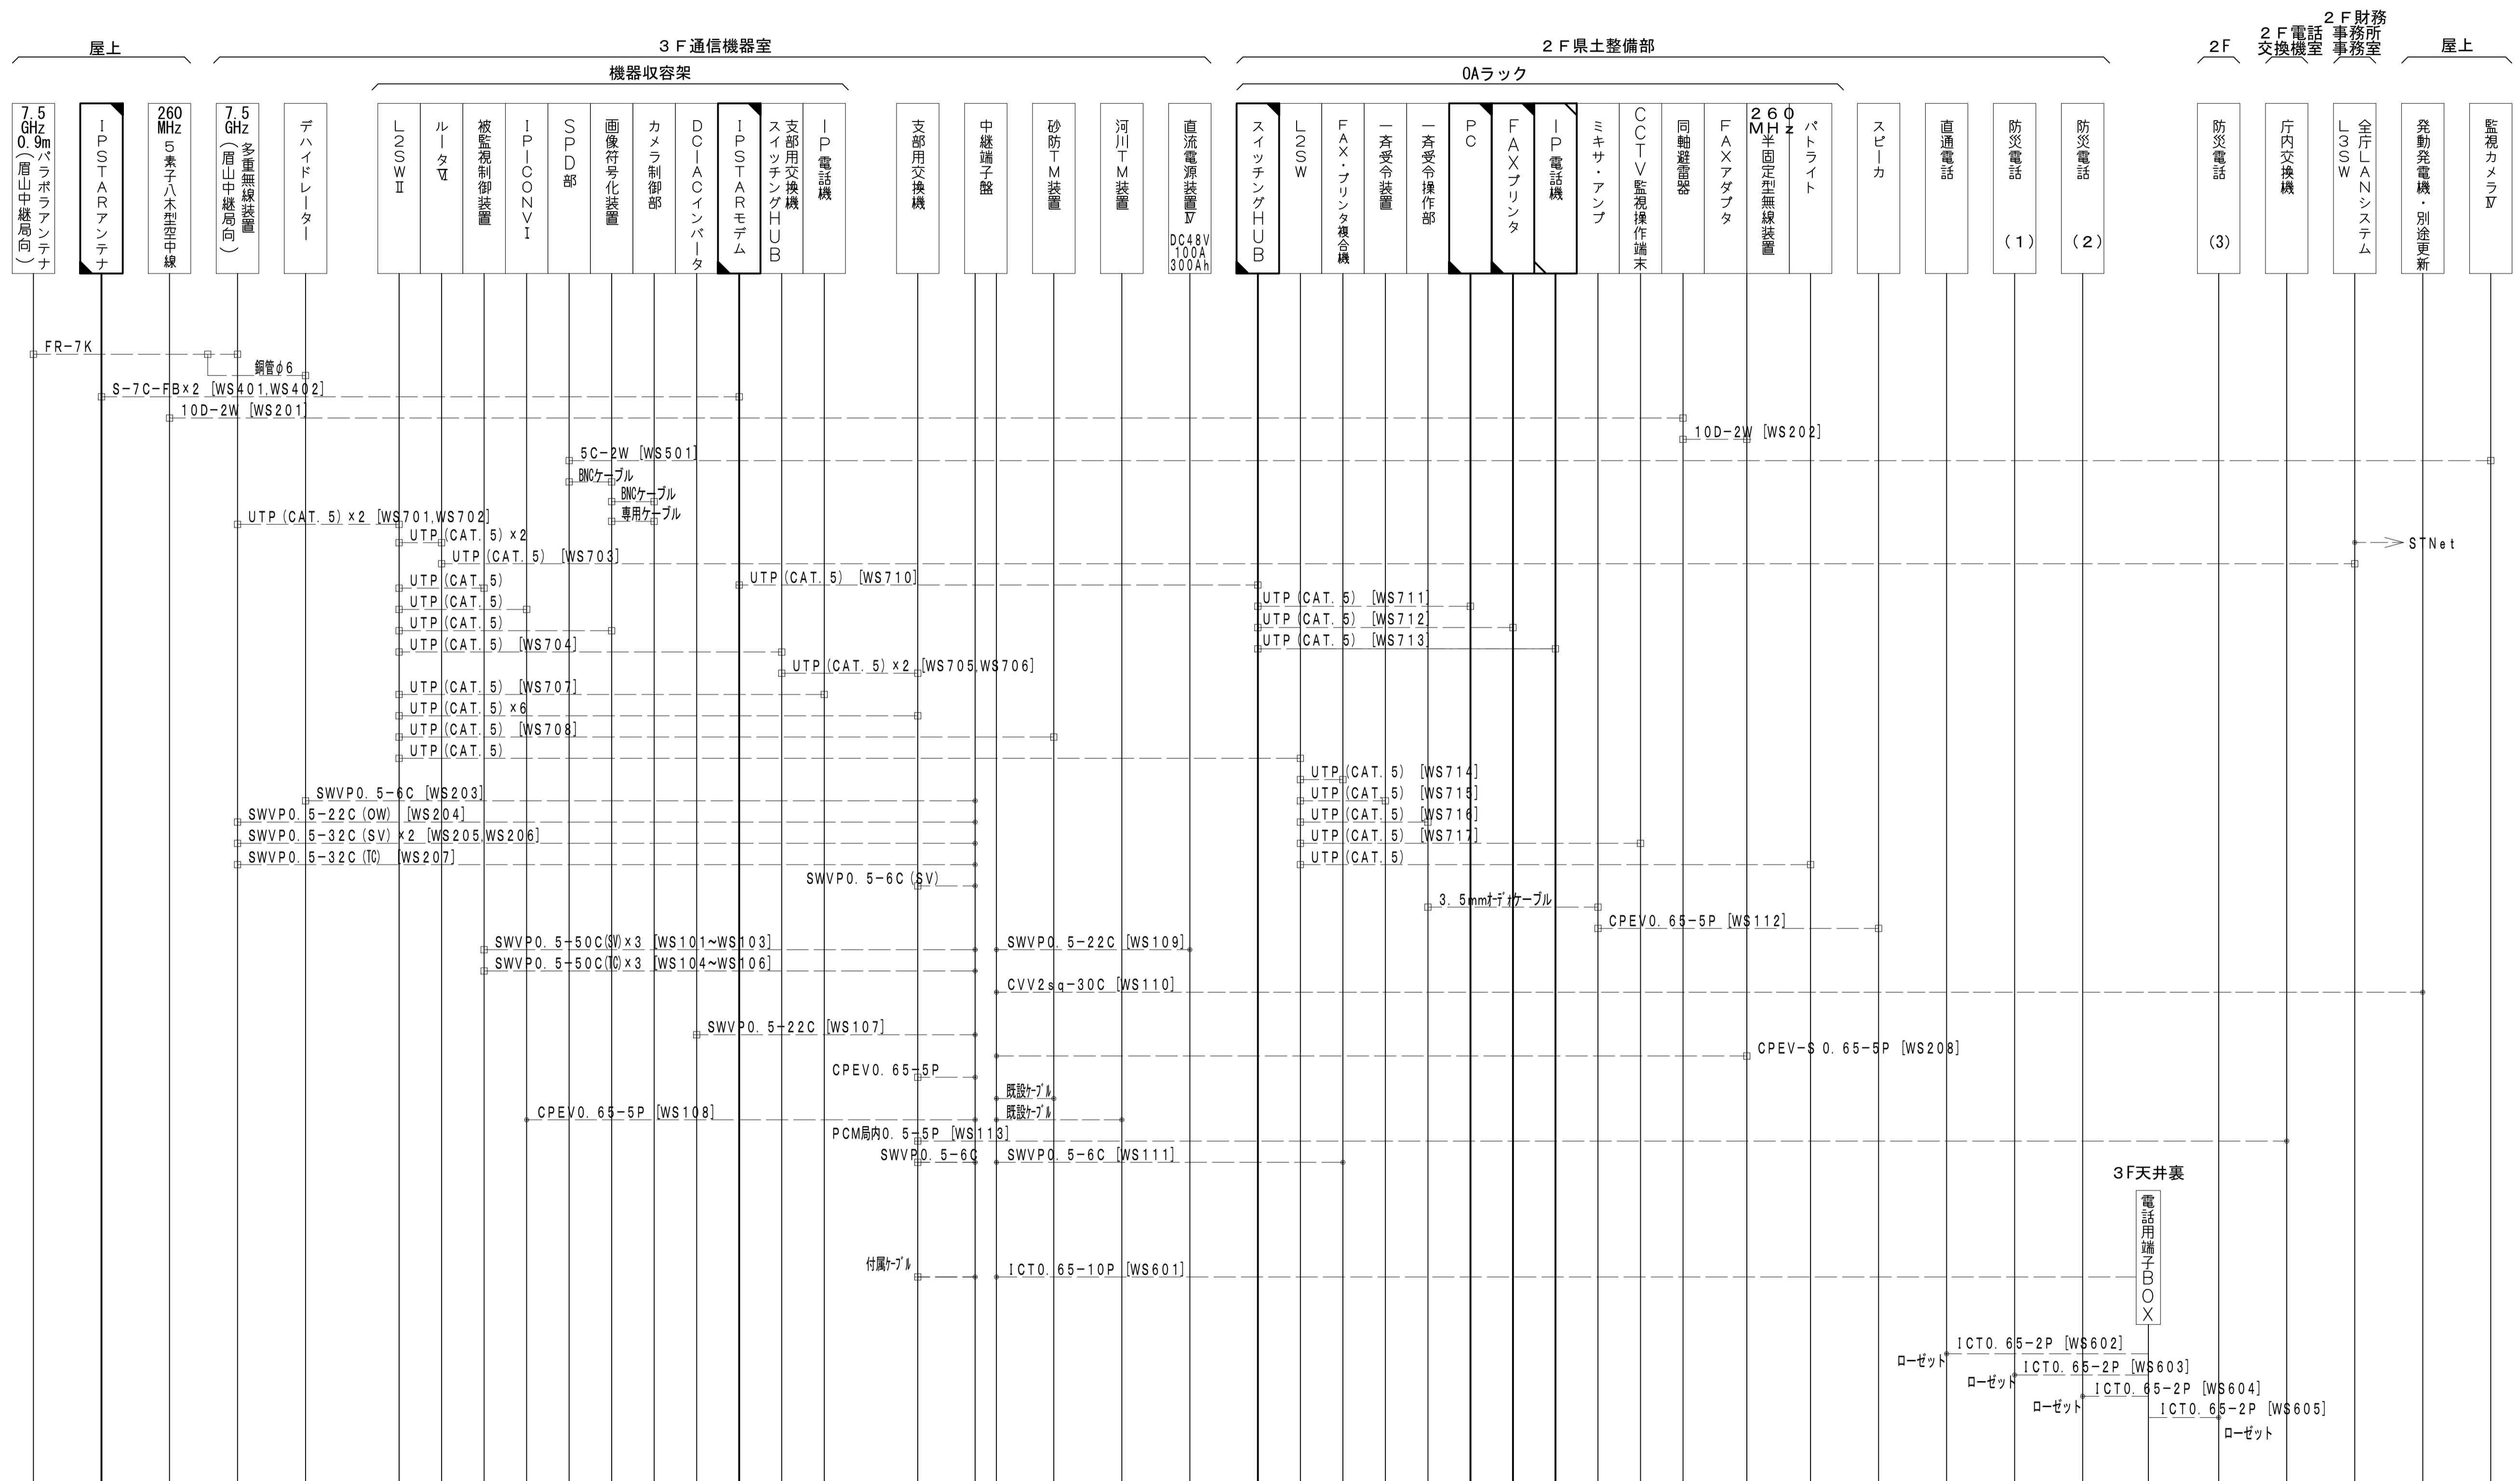 屋上
３Ｆ通信機器室
機器収容架
２Ｆ県土整備部
OAラック
２F
２Ｆ電話
交換機室
２Ｆ財務
事務所
事務室
屋上
7.5
GHz
0.9m
パラボラアンテナ
（眉山中継局向）
IPSTARアンテナ
260
MHz
５素子八木型空中線
7.5
GHz
多重無線装置
（眉山中継局向）
デハイドレーター
L2SWⅡ
ルータⅥ
被監視制御装置
IP-ICONVI
SPD部
画像符号化装置
カメラ制御部
DC-ACインバータ
IPSTARモデム
支部用交換機
スイッチングHUB
IP電話機
支部用交換機
中継端子盤
砂防TM装置
河川TM装置
直流電源装置Ⅳ
DC48V
100A
300Ah
スイッチングHUB
L2SW
FAX・プリンタ複合機
一斉受令装置
一斉受令操作部
PC
FAXプリンタ
IP電話機
ミキサ・アンプ
CCTV監視操作端末
同軸避雷器
FAXアダプタ
２６０
ＭＨｚ
半固定型無線装置
パトライト
スピーカ
直通電話
防災電話
(1)
防災電話
(2)
防災電話
(3)
庁内交換機
全庁LANシステム
L3SW
発動発電機・別途更新
監視カメラⅣ
FR-7K
銅管φ6
S-7C-FB×2 [WS401,WS402]
10D-2W [WS201]
10D-2W [WS202]
5C-2W [WS501]
BNCケーブル
BNCケーブル
専用ケーブル
UTP(CAT.5)×2 [WS701,WS702]
UTP(CAT.5)×2
STNet
UTP(CAT.5) [WS703]
UTP(CAT.5)
UTP(CAT.5) [WS710]
UTP(CAT.5)
UTP(CAT.5) [WS711]
UTP(CAT.5)
UTP(CAT.5) [WS712]
UTP(CAT.5) [WS704]
UTP(CAT.5) [WS713]
UTP(CAT.5)×2 [WS705,WS706]
UTP(CAT.5) [WS707]
UTP(CAT.5)×6
UTP(CAT.5) [WS708]
UTP(CAT.5)
UTP(CAT.5) [WS714]
SWVP0.5-6C [WS203]
UTP(CAT.5) [WS715]
SWVP0.5-22C(OW) [WS204]
UTP(CAT.5) [WS716]
SWVP0.5-32C(SV)×2 [WS205,WS206]
UTP(CAT.5) [WS717]
SWVP0.5-32C(TC) [WS207]
UTP(CAT.5)
SWVP0.5-6C(SV)
3.5mmｵｰﾃﾞｨｵケーブル
CPEV0.65-5P [WS112]
SWVP0.5-50C(SV)×3 [WS101~WS103]
SWVP0.5-22C [WS109]
SWVP0.5-50C(TC)×3 [WS104~WS106]
CVV2sq-30C [WS110]
SWVP0.5-22C [WS107]
CPEV-S 0.65-5P [WS208]
CPEV0.65-5P
既設ｹｰﾌﾞﾙ
CPEV0.65-5P [WS108]
既設ｹｰﾌﾞﾙ
PCM局内0.5-5P [WS113]
SWVP0.5-6C
SWVP0.5-6C [WS111]
３Ｆ天井裏
電話用端子BOX
付属ｹｰﾌﾞﾙ
ICT0.65-10P [WS601]
ICT0.65-2P [WS602]
ローゼット
ICT0.65-2P [WS603]
ローゼット
ICT0.65-2P [WS604]
ローゼット
ICT0.65-2P [WS605]
ローゼット